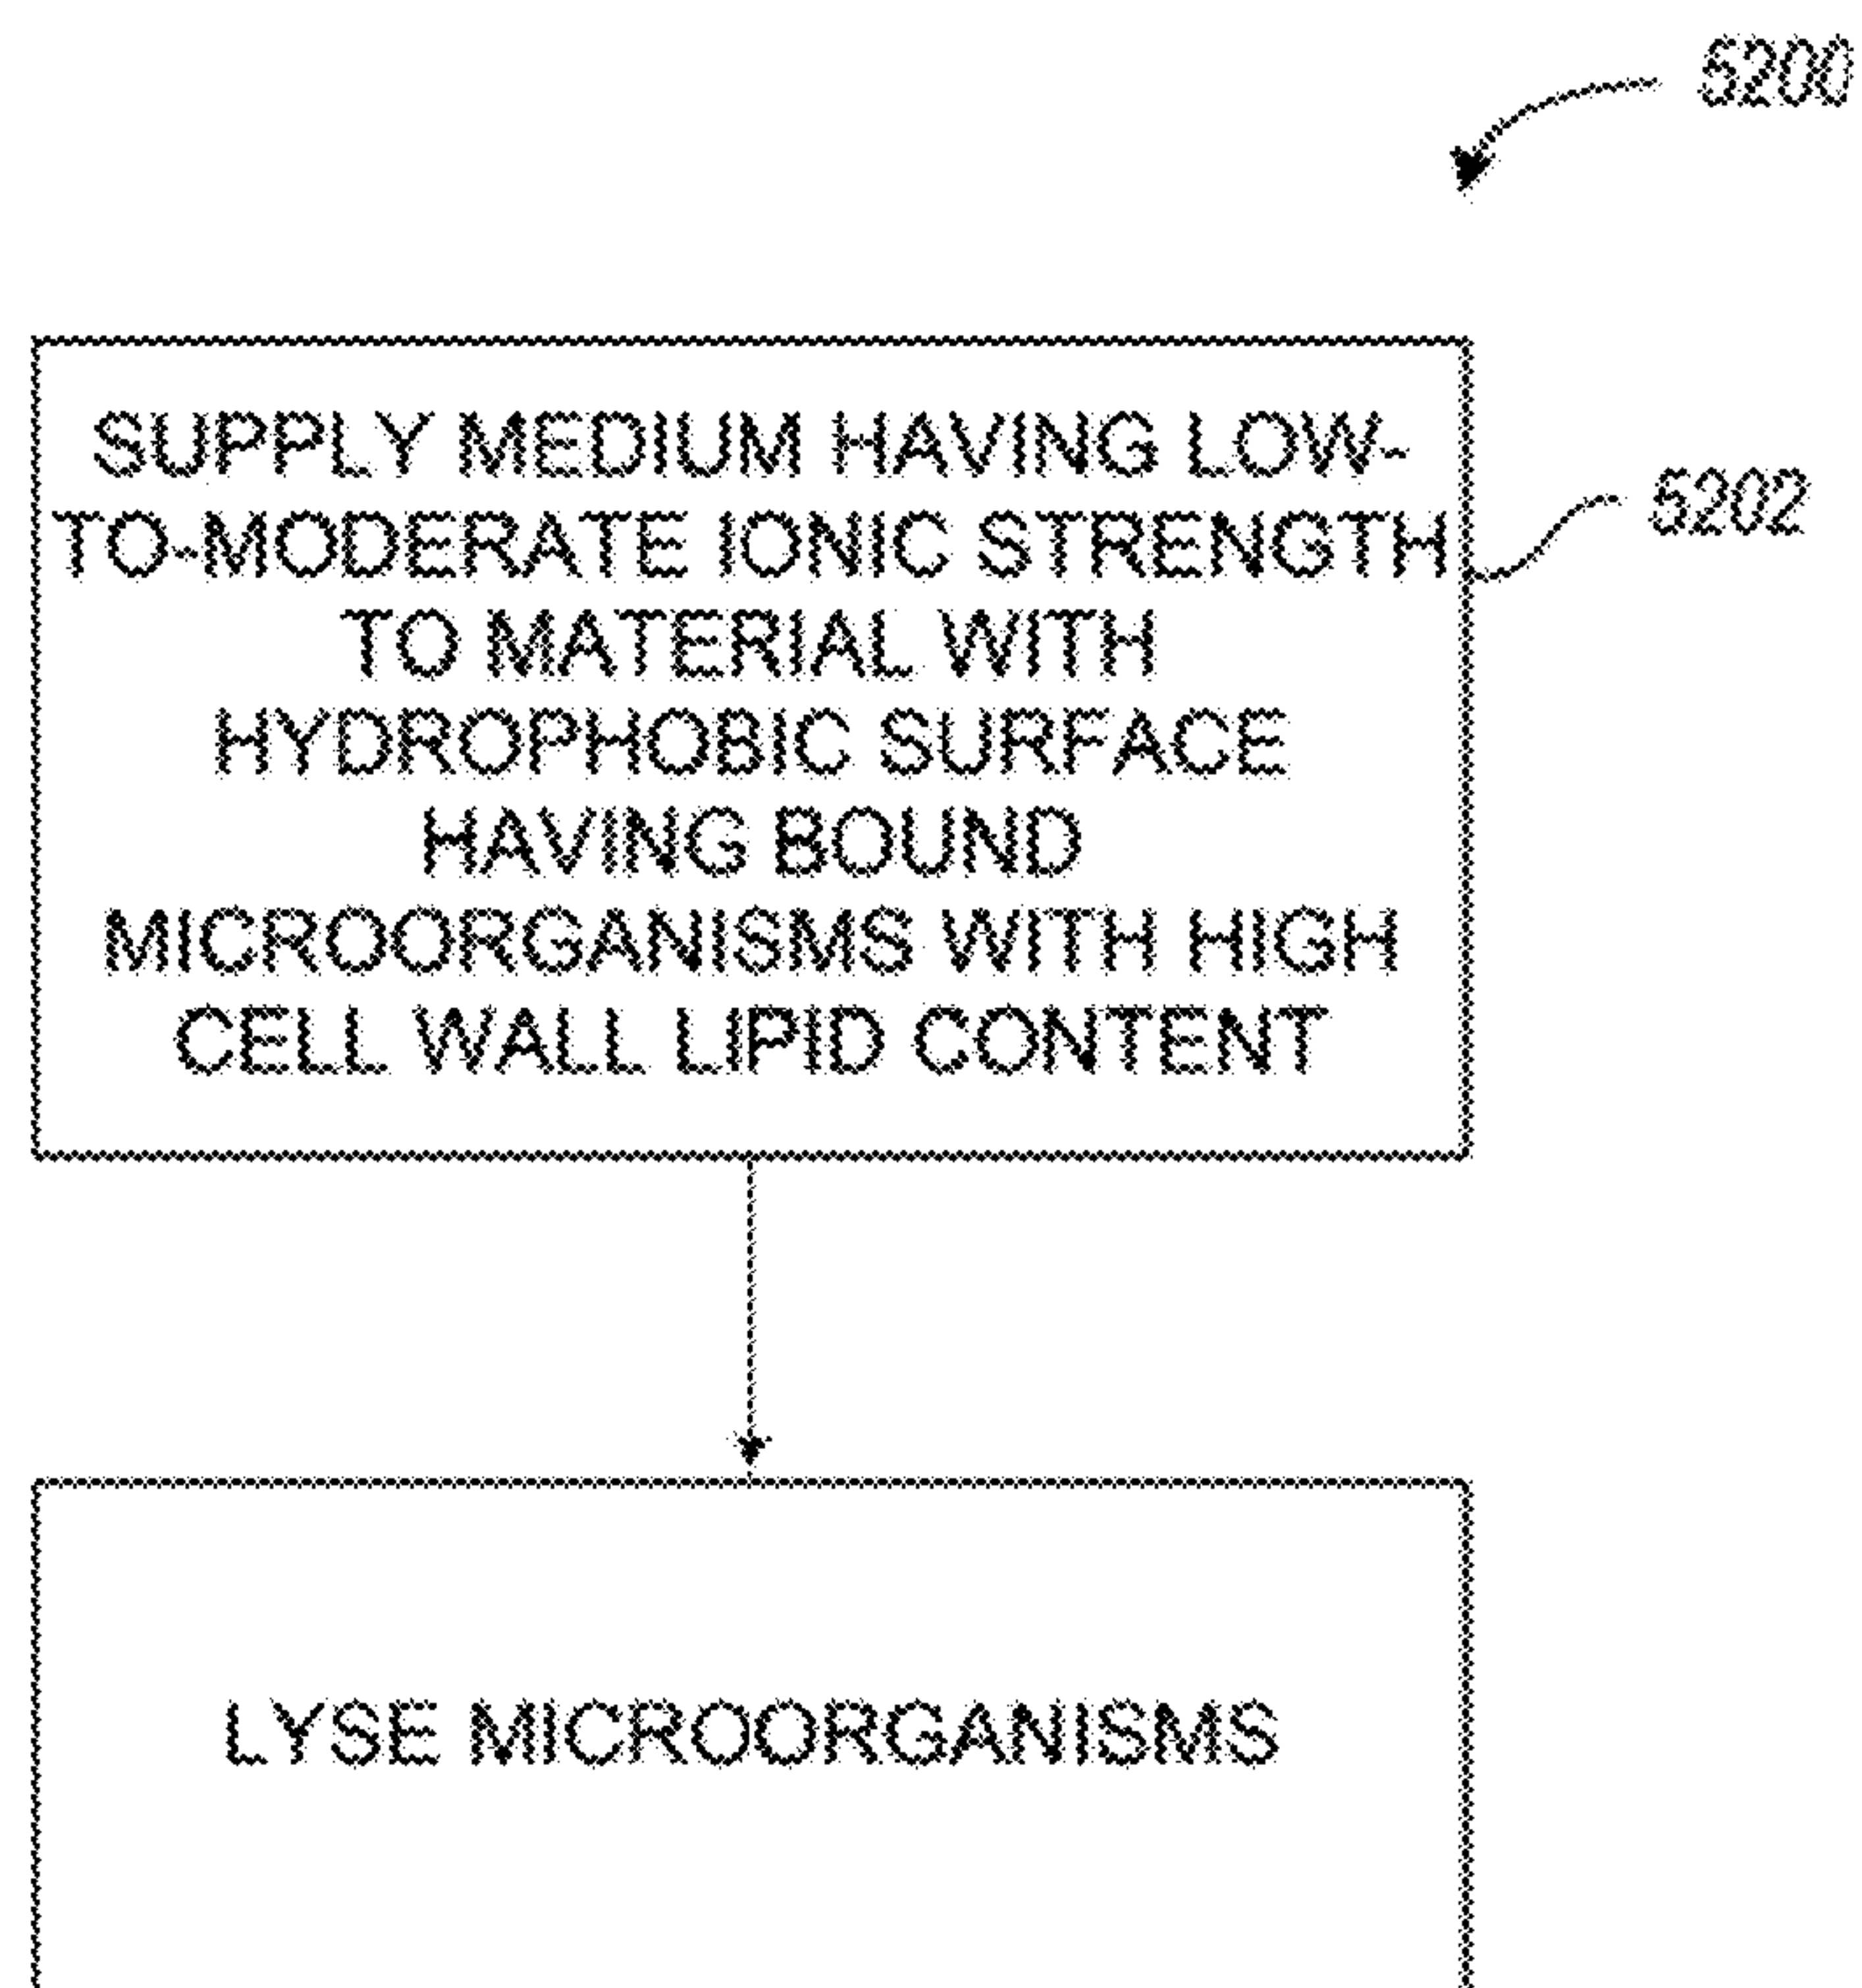 5200
SUPPLY MEDIUM HAVING LOW-
TO-MODERATE IONIC STRENGTH
TO MATERIAL WITH
HYDROPHOBIC SURFACE
HAVING BOUND
MICROORGANISMS WITH HIGH
CELL WALL LIPID CONTENT
5202
LYSE MICROORGANISMS